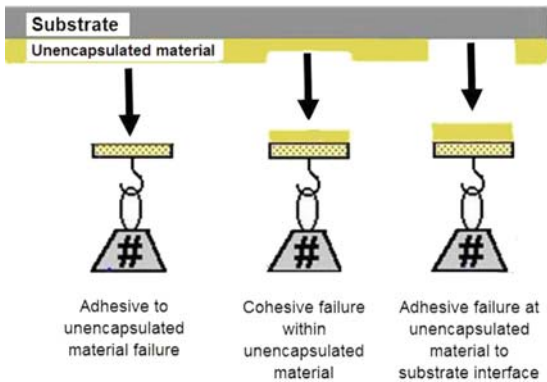 Substrate
Unencapsulated material
# # #
Adhesive to
unencapsulated
material failure
Cohesive failure
within
unencapsulated
material
Adhesive failure at
unencapsulated
material to
substrate interface